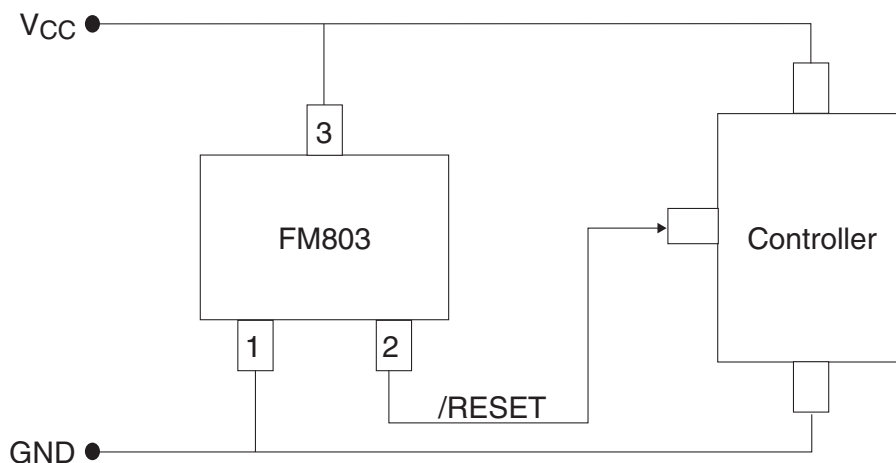 VCC
3
FM803
Controller
1
2
/RESET
GND